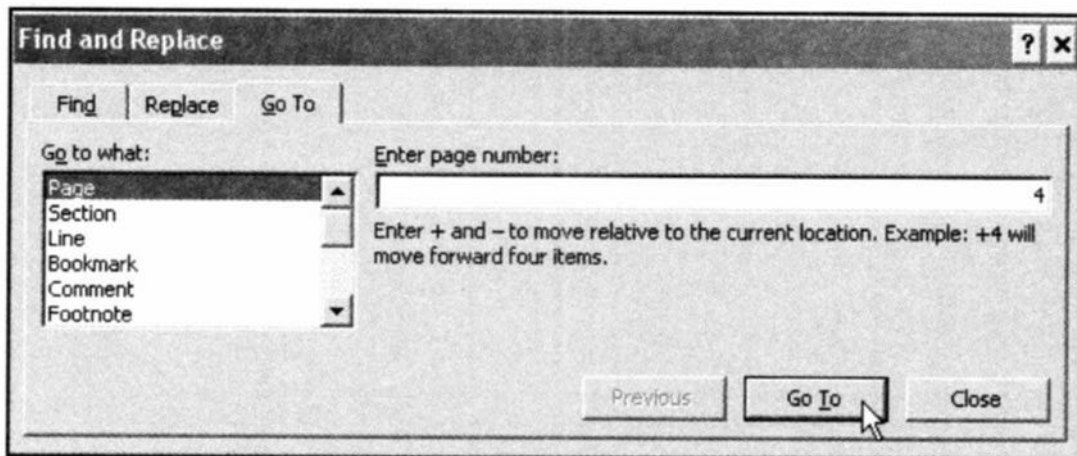 Find and Replace
? ×
Find Replace Go To
Go to what:
Page
Section
Line
Bookmark
Comment
Footnote
Enter page number:
4
Enter + and – to move relative to the current location. Example: +4 will
move forward four items.
Previous Go To Close